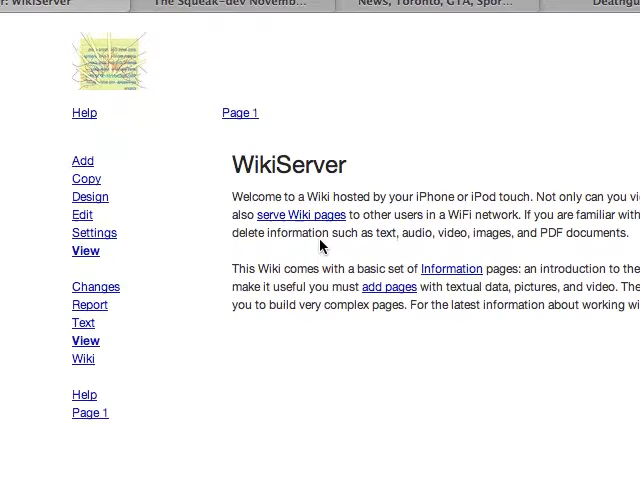 r: WikiServer
The Squeak-dev Novemb...
News, Toronto, GTA, Spor...
Deathgu
Help
Page 1
Add
Copy
Design
Edit
Settings
View
Changes
Report
Text
View
Wiki
Help
Page 1
WikiServer
Welcome to a Wiki hosted by your iPhone or iPod touch. Not only can you vi
also serve Wiki pages to other users in a WiFi network. If you are familiar with
delete information such as text, audio, video, images, and PDF documents.
This Wiki comes with a basic set of Information pages: an introduction to the
make it useful you must add pages with textual data, pictures, and video. The
you to build very complex pages. For the latest information about working wi